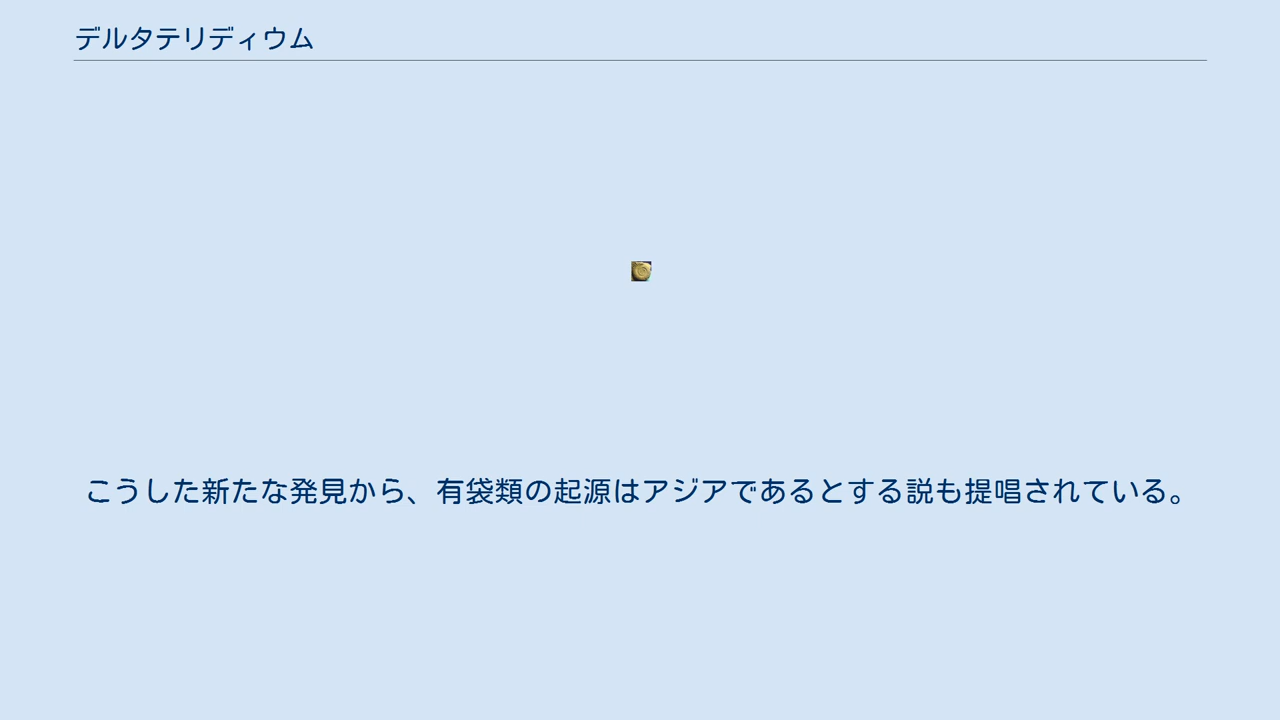 デルタテリディウム
こうした新たな発見から、有袋類の起源はアジアであるとする説も提唱されている。